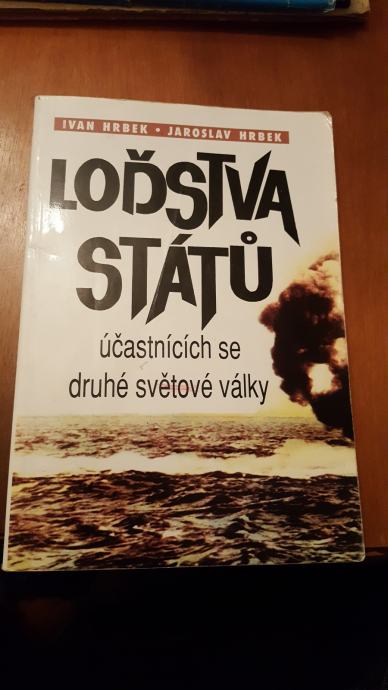 IVAN HRBEK • JAROSLAV HRBEK
LOĎSTVA
STÁTŮ
účastnících se
druhé světové války